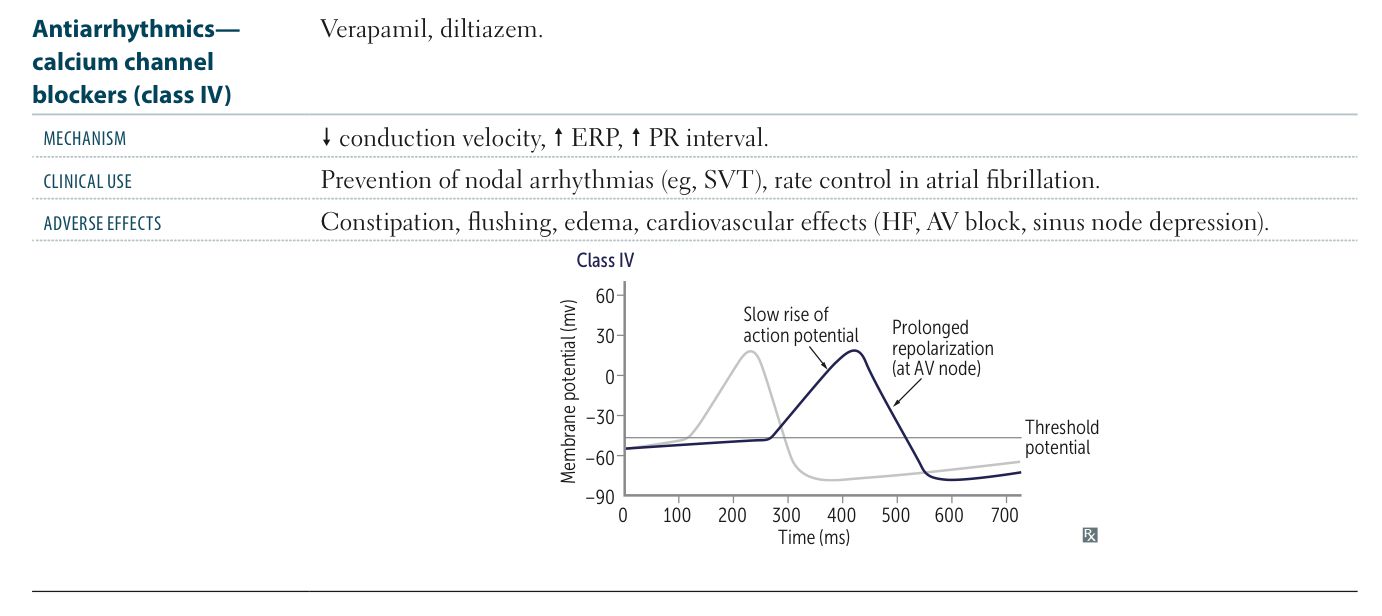 Antiarrhythmics— Verapamil, diltiazem.
calcium channel
blockers (class IV)
MECHANISM ↓ conduction velocity, ↑ ERP, ↑ PR interval.
CLINICAL USE Prevention of nodal arrhythmias (eg, SVT), rate control in atrial fibrillation.
ADVERSE EFFECTS Constipation, flushing, edema, cardiovascular effects (HF, AV block, sinus node depression).
Class IV
Membrane potential (mv)
60
30
0
–30
–60
–90
Slow rise of
action potential
Prolonged
repolarization
(at AV node)
Threshold
potential
0 100 200 300 400 500 600 700
Time (ms)
Rx